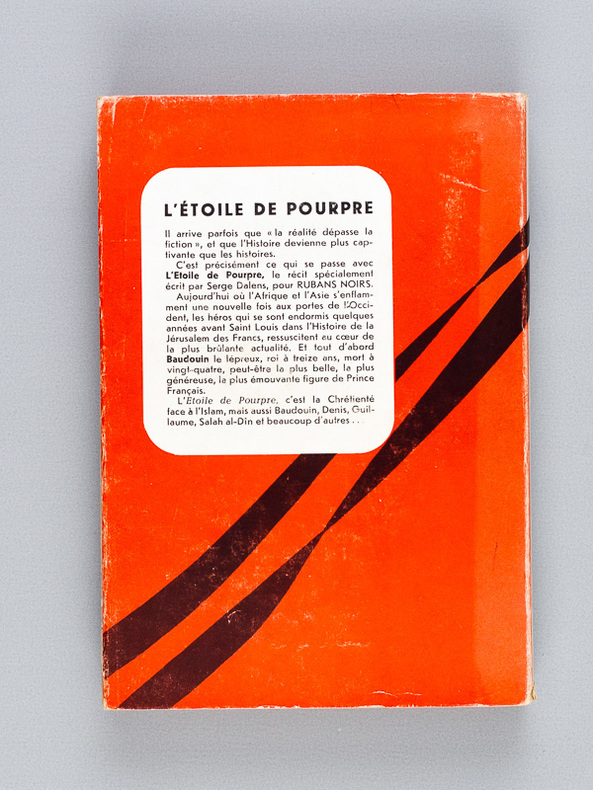 L'ÉTOILE DE POURPRE
Il arrive parfois que « la réalité dépasse la
fiction », et que l'Histoire devienne plus cap-
tivante que les histoires.
C'est précisément ce qui se passe avec
L'Etoile de Pourpre, le récit spécialement
écrit par Serge Dalens, pour RUBANS NOIRS.
Aujourd'hui où l'Afrique et l'Asie s'enflam-
ment une nouvelle fois aux portes de l'Occi-
dent, les héros qui se sont endormis quelques
années avant Saint Louis dans l'Histoire de la
Jérusalem des Francs, ressuscitent au cœur de
la plus brûlante actualité. Et tout d'abord
Baudouin le lépreux, roi à treize ans, mort à
vingt-quatre, peut-être la plus belle, la plus
généreuse, la plus émouvante figure de Prince
Français.
L'Etoile de Pourpre, c'est la Chrétienté
face à l'Islam, mais aussi Baudouin, Denis, Guil-
laume, Salah al-Dîn et beaucoup d'autres . . .